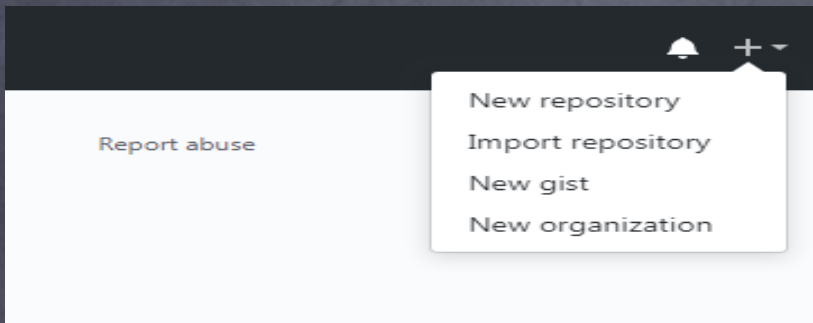 New repository
Report abuse
Import repository
New gist
New organization